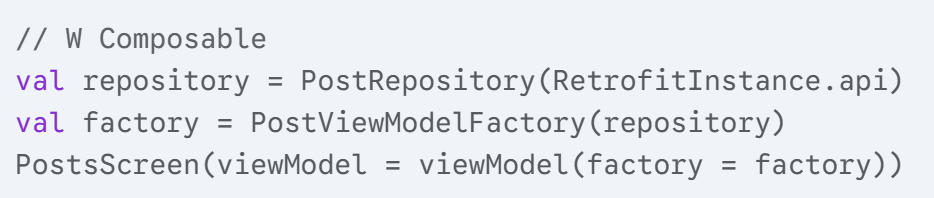 // W Composable
val repository = PostRepository(RetrofitInstance.api)
val factory = PostViewModelFactory(repository)
PostsScreen(viewModel = viewModel(factory = factory))